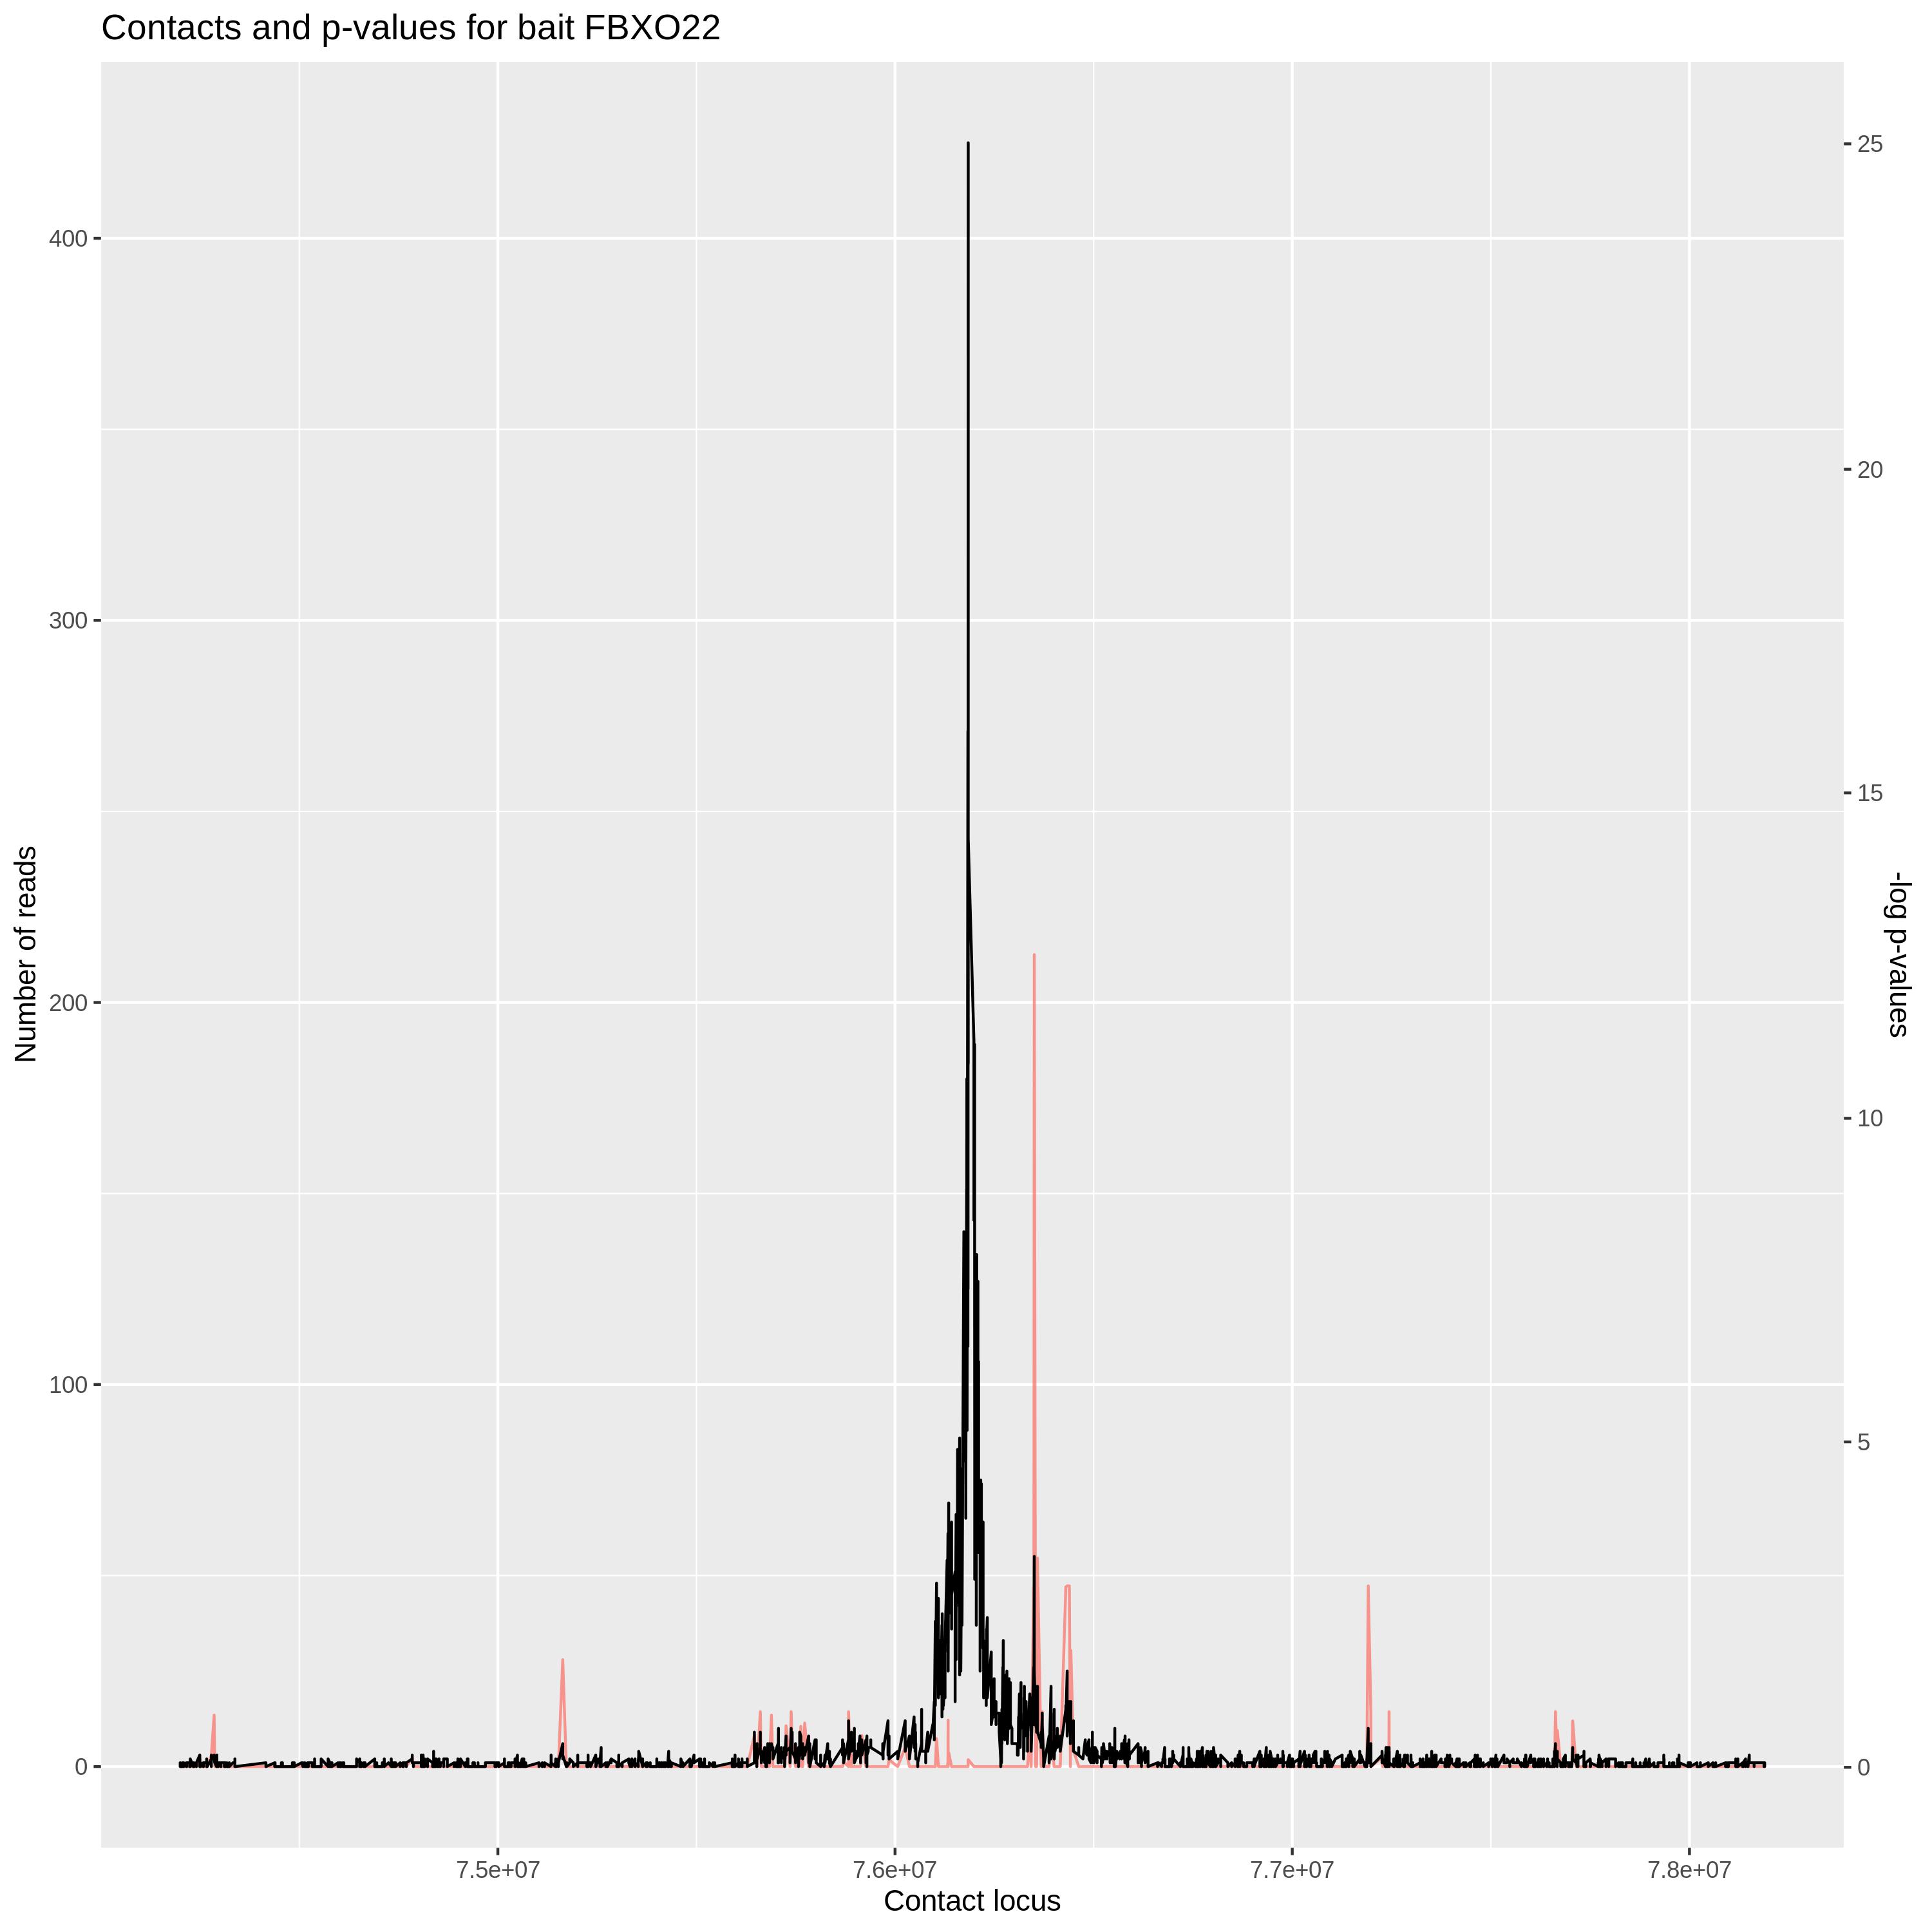 Contacts and p-values for bait FBXO22
Number of reads
400
300
200
100
0
25
20
15
10
5
0
-log p-values
7.5e+07
7.6e+07
7.7e+07
7.8e+07
Contact locus